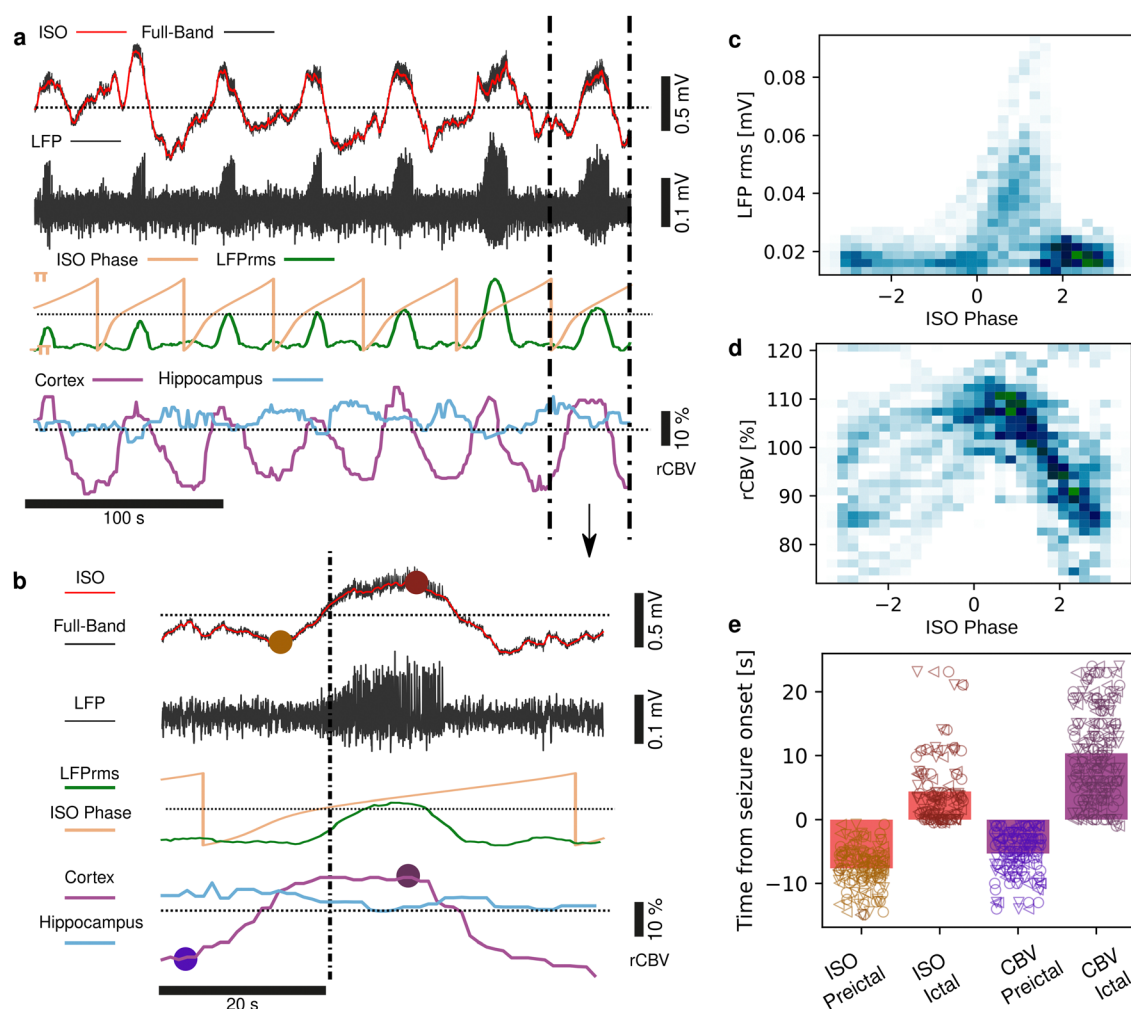 a
ISO Full-Band
0.5 mV
LFP
0.1 mV
ISO Phase LFPrms
π
-π
Cortex Hippocampus
10 %
rCBV
100 s
b
ISO
Full-Band
0.5 mV
LFP
0.1 mV
LFPrms
ISO Phase
Cortex
Hippocampus
10 %
rCBV
20 s
c
LFP rms [mV]
0.08
0.06
0.04
0.02
−2 0 2
ISO Phase
d
rCBV [%]
120
110
100
90
80
−2 0 2
ISO Phase
e
Time from seizure onset [s]
20
10
0
−10
ISO
Preictal
ISO
Ictal
CBV
Preictal
CBV
Ictal